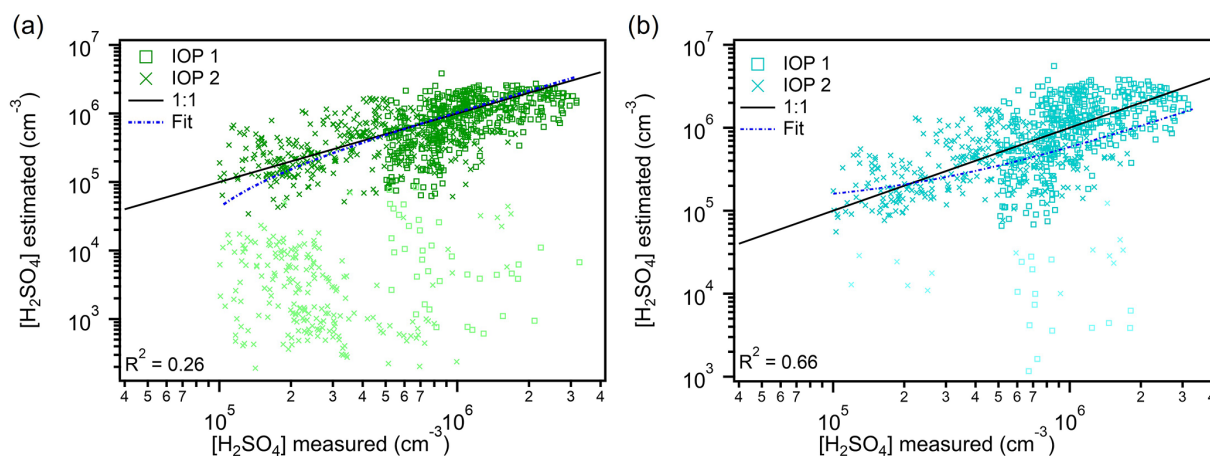 (a)
10^7
10^6
10^5
10^4
10^3
[H₂SO₄] estimated (cm⁻³)
IOP 1
IOP 2
1:1
Fit
R² = 0.26
4 5 6 7 10^5 2 3 4 5 6 7 10^6 2 3 4
[H₂SO₄] measured (cm⁻³)
(b)
10^7
10^6
10^5
10^4
10^3
[H₂SO₄] estimated (cm⁻³)
IOP 1
IOP 2
1:1
Fit
R² = 0.66
4 5 6 7 10^5 2 3 4 5 6 7 10^6 2 3 4
[H₂SO₄] measured (cm⁻³)